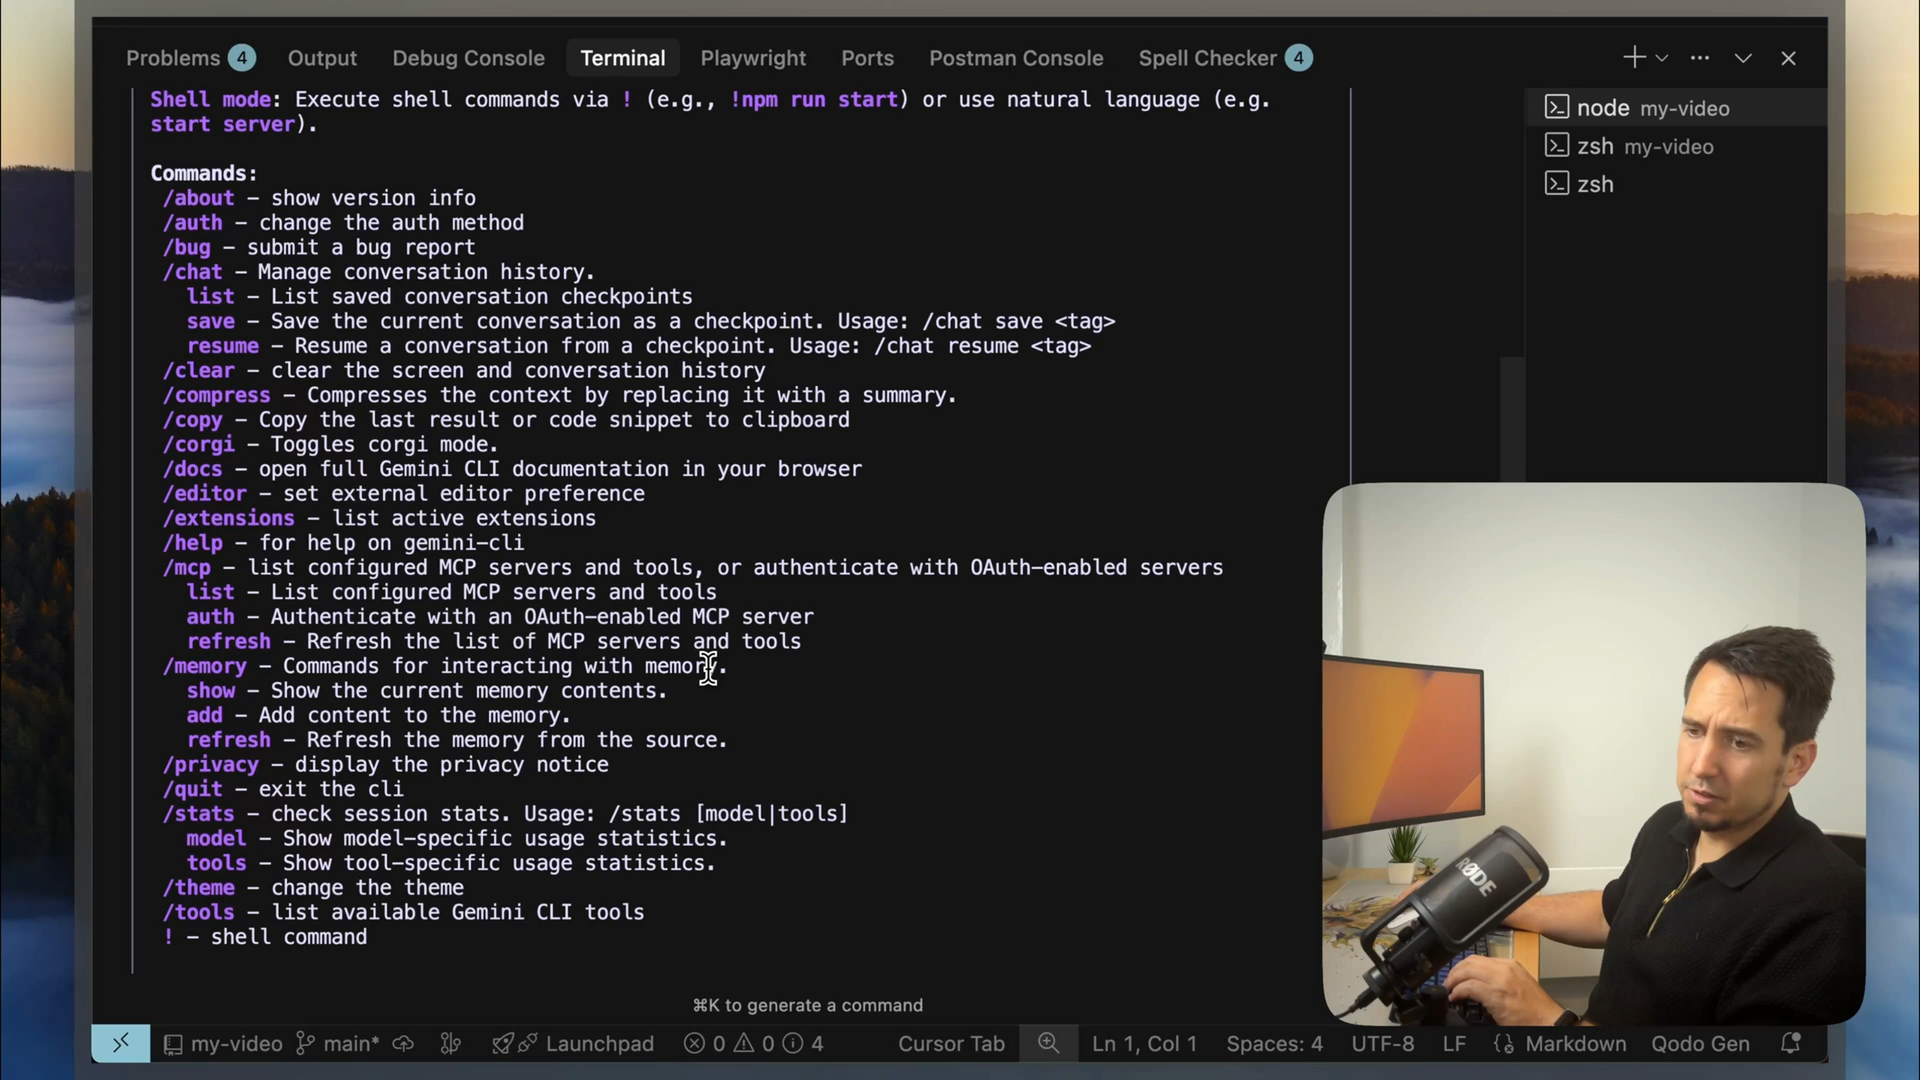 Problems 4 Output Debug Console Terminal Playwright Ports Postman Console Spell Checker 4
Shell mode: Execute shell commands via ! (e.g., !npm run start) or use natural language (e.g.
start server).
Commands:
/about – show version info
/auth – change the auth method
/bug – submit a bug report
/chat – Manage conversation history.
list – List saved conversation checkpoints
save – Save the current conversation as a checkpoint. Usage: /chat save <tag>
resume – Resume a conversation from a checkpoint. Usage: /chat resume <tag>
/clear – clear the screen and conversation history
/compress – Compresses the context by replacing it with a summary.
/copy – Copy the last result or code snippet to clipboard
/corgi – Toggles corgi mode.
/docs – open full Gemini CLI documentation in your browser
/editor – set external editor preference
/extensions – list active extensions
/help – for help on gemini-cli
/mcp – list configured MCP servers and tools, or authenticate with OAuth-enabled servers
list – List configured MCP servers and tools
auth – Authenticate with an OAuth-enabled MCP server
refresh – Refresh the list of MCP servers and tools
/memory – Commands for interacting with memory.
show – Show the current memory contents.
add – Add content to the memory.
refresh – Refresh the memory from the source.
/privacy – display the privacy notice
/quit – exit the cli
/stats – check session stats. Usage: /stats [model|tools]
model – Show model-specific usage statistics.
tools – Show tool-specific usage statistics.
/theme – change the theme
/tools – list available Gemini CLI tools
! – shell command
node my-video
zsh my-video
zsh
RØDE
⌘K to generate a command
my-video main* Launchpad 0 0 4 Cursor Tab Ln 1, Col 1 Spaces: 4 UTF-8 LF Markdown Qodo Gen